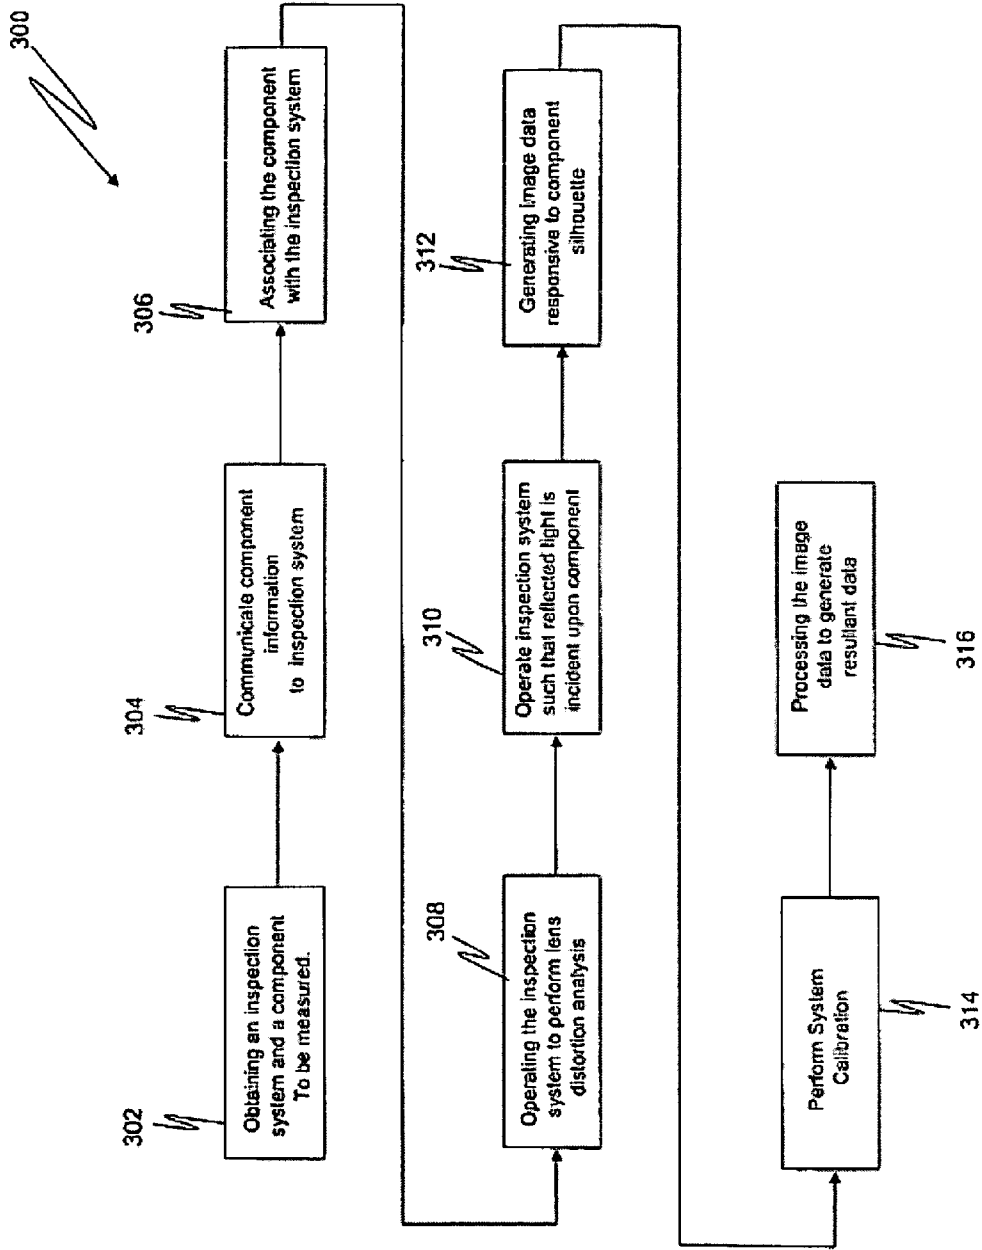 300
302
Obtaining an inspection
system and a component
To be measured.
304
Communicate component
information
to inspection system
306
Associating the component
with the inspection system
308
Operating the inspection
system to perform lens
distortion analysis
310
Operate inspection system
such that reflected light is
incident upon component
312
Generating image data
responsive to component
silhouette
314
Perform System
Calibration
316
Processing the image
data to generate
resultant data